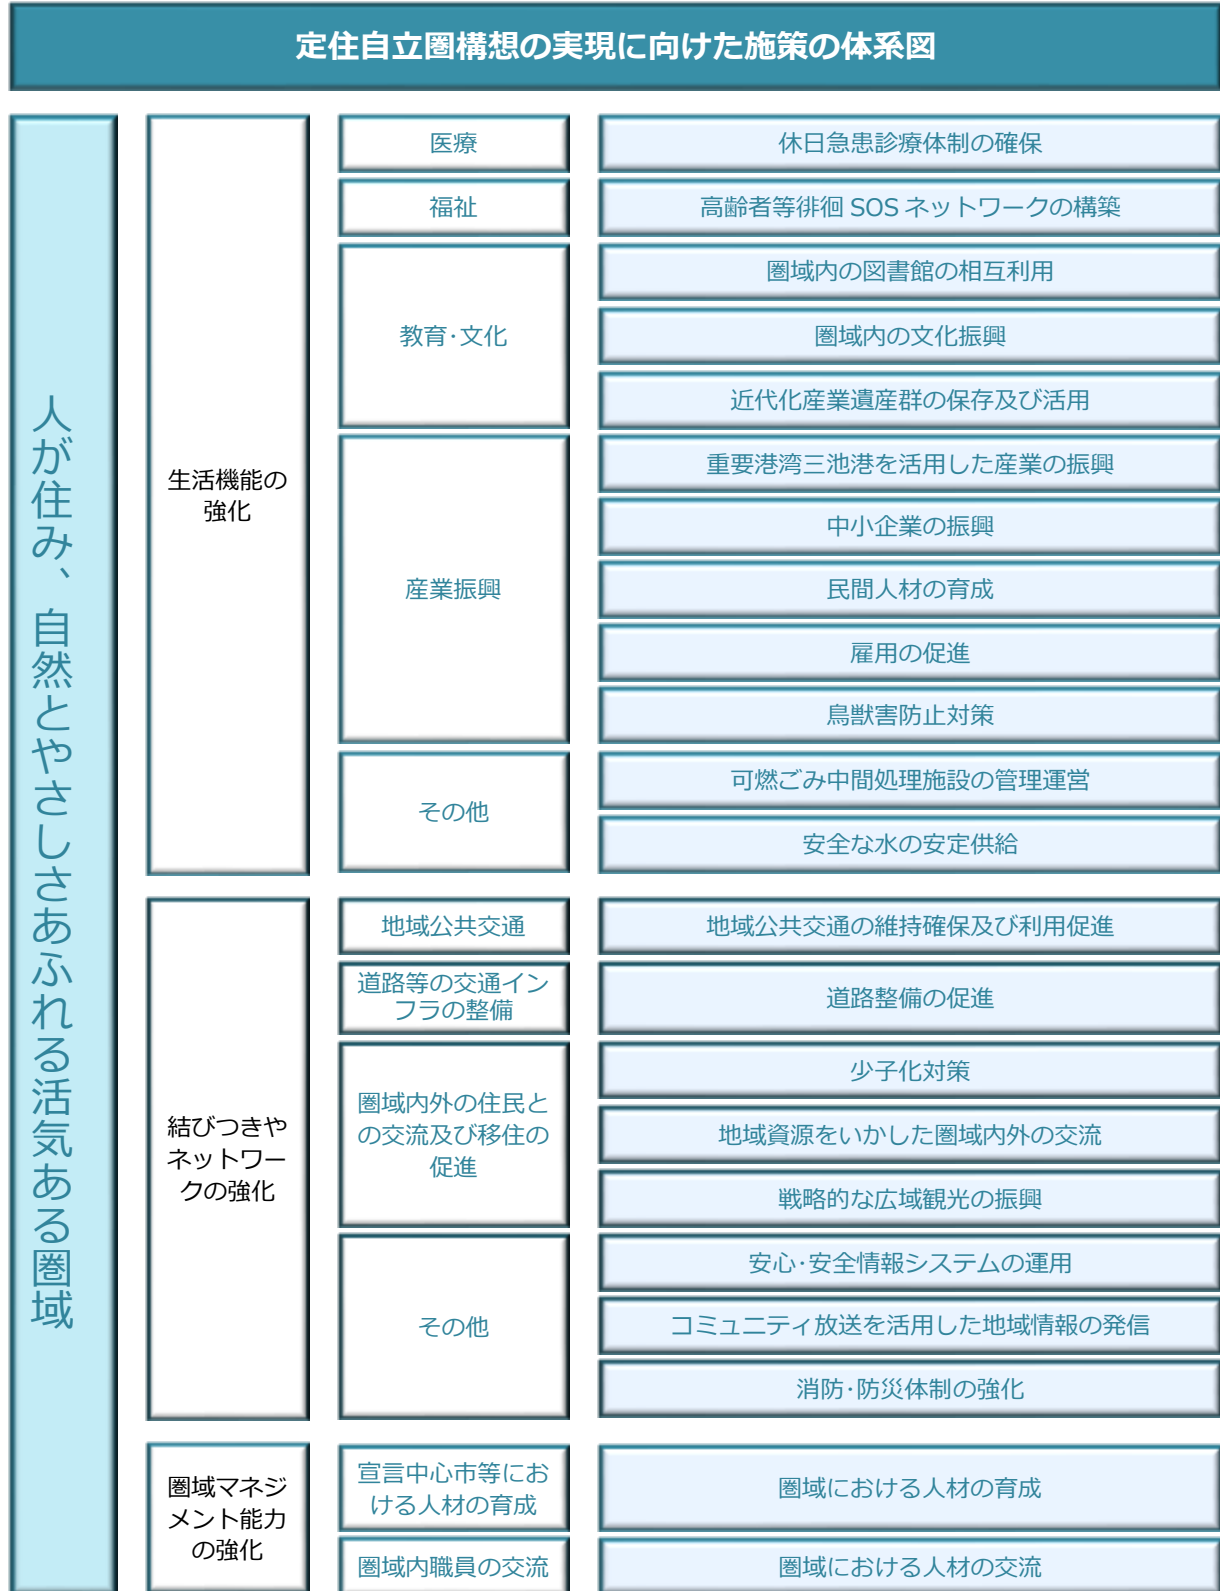 定住自立圏構想の実現に向けた施策の体系図
人が住み、自然とやさしさあふれる活気ある圏域
生活機能の
強化
医療
休日急患診療体制の確保
福祉
高齢者等徘徊 SOS ネットワークの構築
教育･文化
圏域内の図書館の相互利用
圏域内の文化振興
近代化産業遺産群の保存及び活用
産業振興
重要港湾三池港を活用した産業の振興
中小企業の振興
民間人材の育成
雇用の促進
鳥獣害防止対策
その他
可燃ごみ中間処理施設の管理運営
安全な水の安定供給
結びつきや
ネットワー
クの強化
地域公共交通
地域公共交通の維持確保及び利用促進
道路等の交通イン
フラの整備
道路整備の促進
圏域内外の住民と
の交流及び移住の
促進
少子化対策
地域資源をいかした圏域内外の交流
戦略的な広域観光の振興
その他
安心･安全情報システムの運用
コミュニティ放送を活用した地域情報の発信
消防･防災体制の強化
圏域マネジ
メント能力
の強化
宣言中心市等にお
ける人材の育成
圏域における人材の育成
圏域内職員の交流
圏域における人材の交流